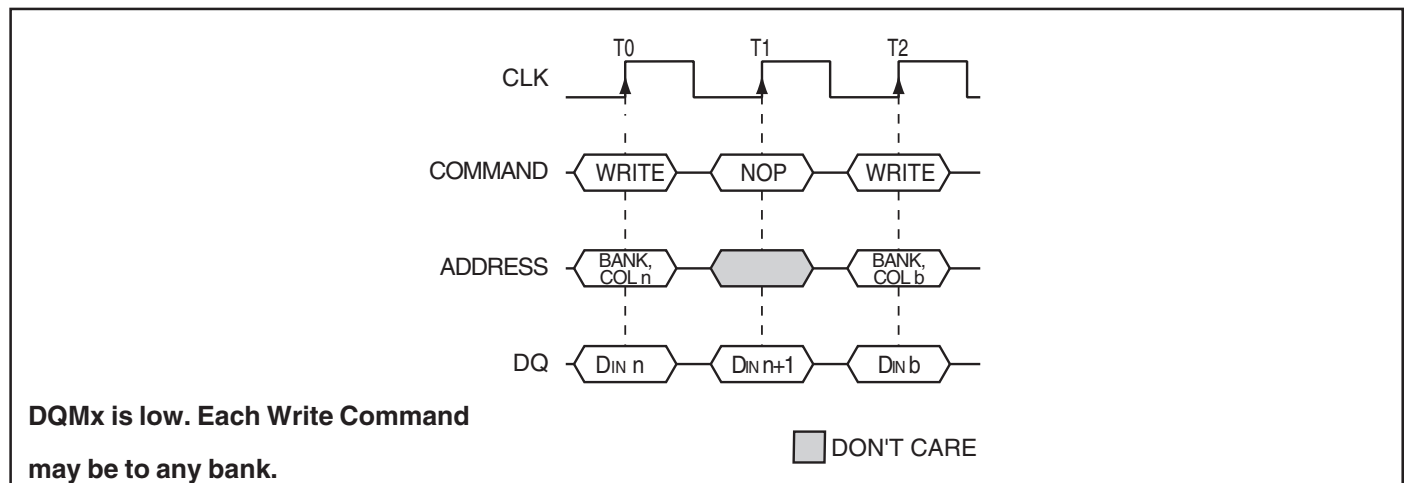 T0 T1 T2
CLK
COMMAND WRITE NOP WRITE
ADDRESS BANK, COL n BANK, COL b
DQ DIN n DIN n+1 DIN b
DQMx is low. Each Write Command
may be to any bank.
DON'T CARE